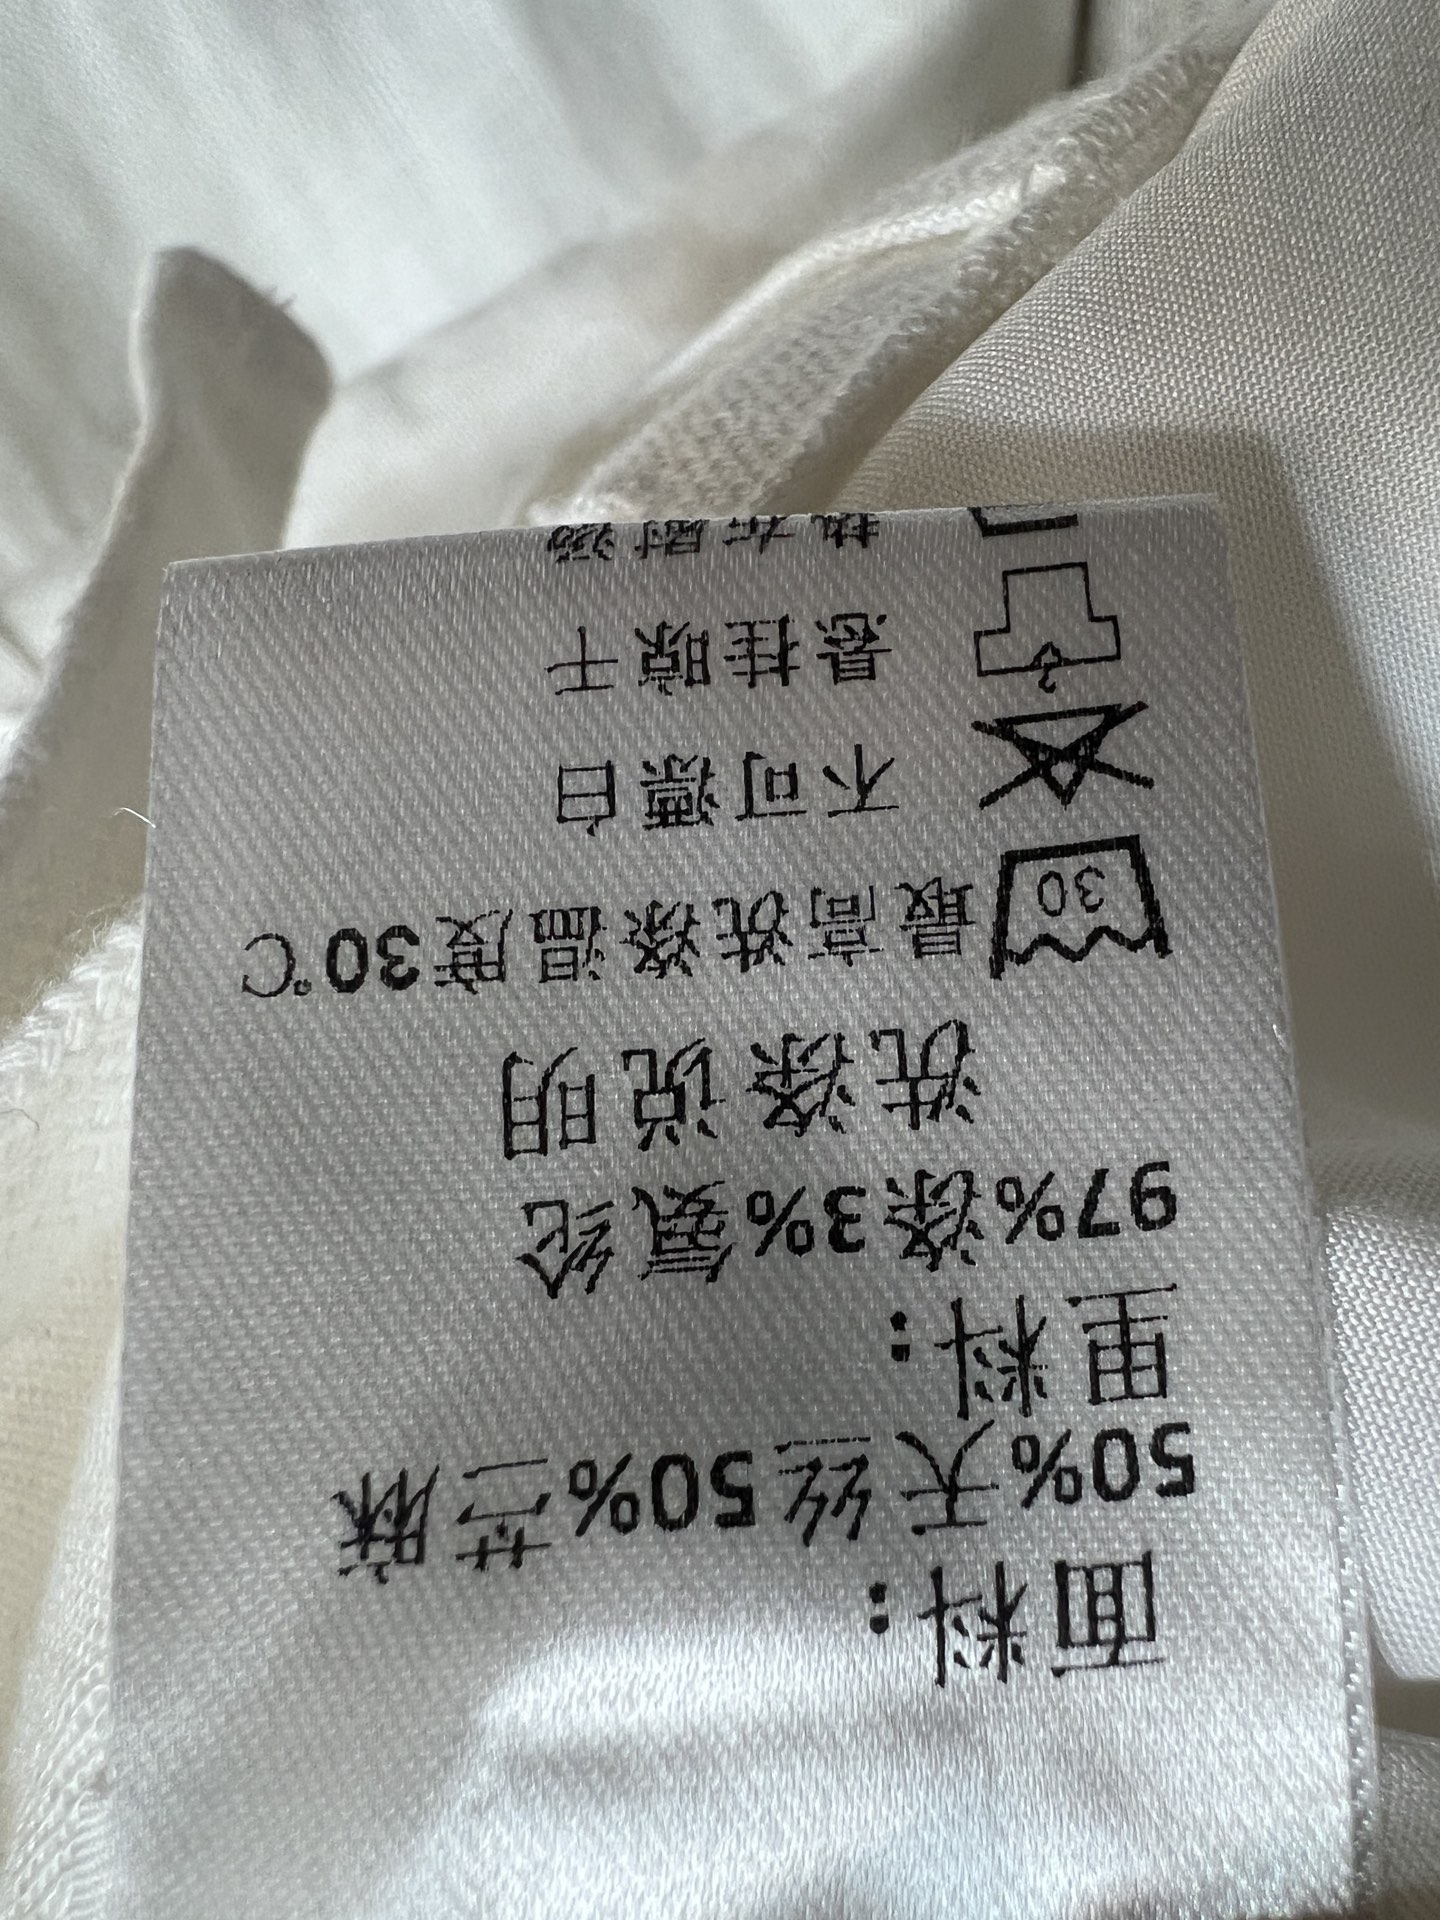 面料：
50%天丝50%苎麻
里料：
97%涤3%氨纶
洗涤说明
30 最高洗涤温度30℃
不可漂白
悬挂晾干